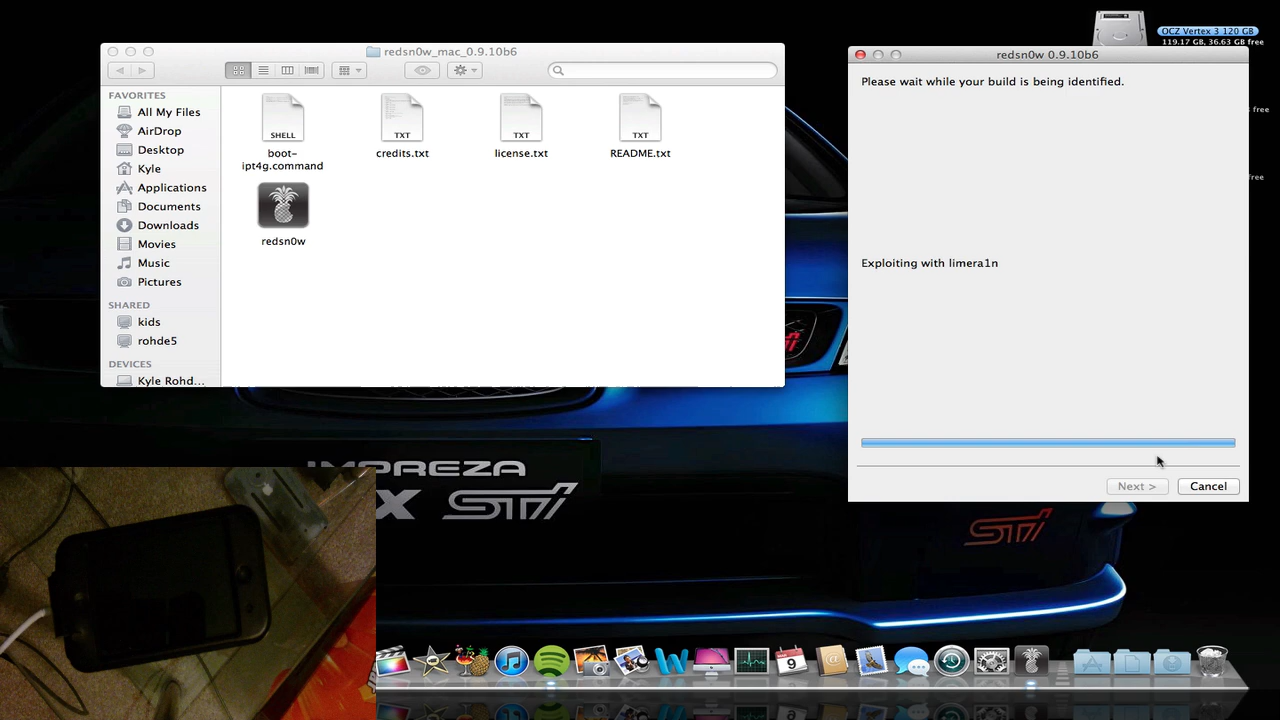 redsn0w_mac_0.9.10b6
FAVORITES
All My Files
AirDrop
Desktop
Kyle
Applications
Documents
Downloads
Movies
Music
Pictures
SHARED
kids
rohde5
DEVICES
Kyle Rohd...
SHELL
boot-
ipt4g.command
TXT
credits.txt
TXT
license.txt
TXT
README.txt
redsn0w
OCZ Vertex 3 120 GB
119.17 GB, 36.63 GB free
redsn0w 0.9.10b6
Please wait while your build is being identified.
free
free
Exploiting with limera1n
Next >
Cancel
IMPREZA
X STi
STi
9